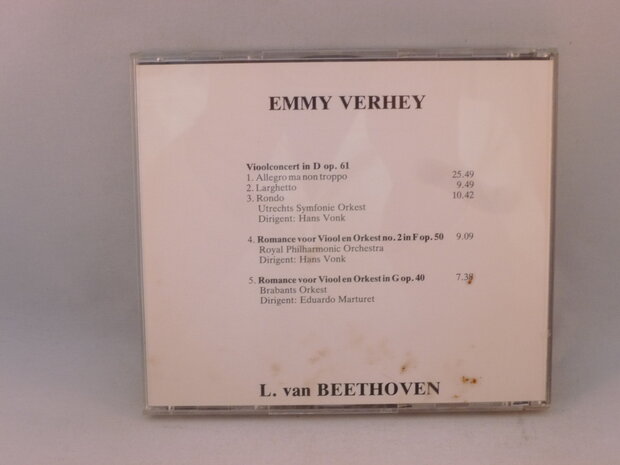 EMMY VERHEY
Vioolconcert in D op. 61
1. Allegro ma non troppo 25.49
2. Larghetto 9.49
3. Rondo 10.42
Utrechts Symfonie Orkest
Dirigent: Hans Vonk
4. Romance voor Viool en Orkest no. 2 in F op. 50 9.09
Royal Philharmonic Orchestra
Dirigent: Hans Vonk
5. Romance voor Viool en Orkest in G op. 40
Brabants Orkest
Dirigent: Eduardo Marturet
L. van BEETHOVEN